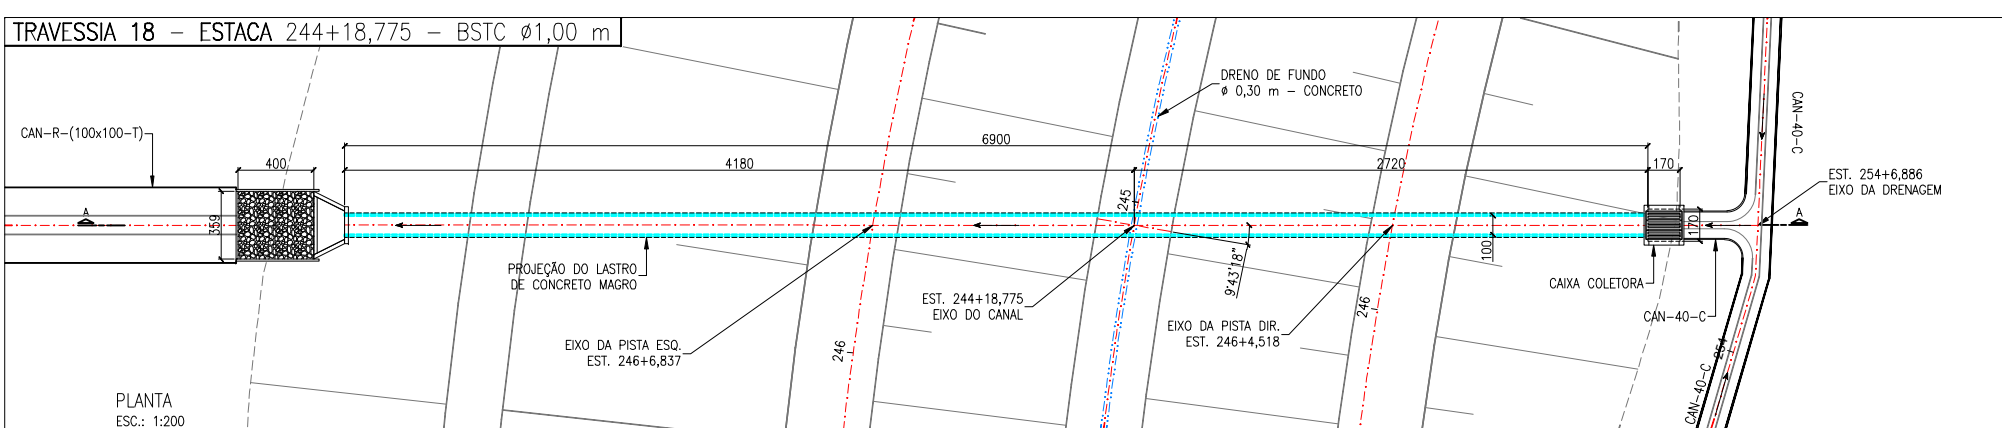 TRAVESSIA 18 – ESTACA 244+18,775 – BSTC Ø1,00 m
DRENO DE FUNDO
Ø 0,30 m – CONCRETO
CAN-40-C
CAN-R-(100x100-T)
6900
400
4180
2720
170
EST. 254+6,886
EIXO DA DRENAGEM
245
A
A
359
170
100
9°43'18"
PROJEÇÃO DO LASTRO
DE CONCRETO MAGRO
CAIXA COLETORA
EST. 244+18,775
EIXO DO CANAL
246
CAN-40-C
EIXO DA PISTA DIR.
EST. 246+4,518
EIXO DA PISTA ESQ.
EST. 246+6,837
246
254
CAN-40-C
PLANTA
ESC.: 1:200